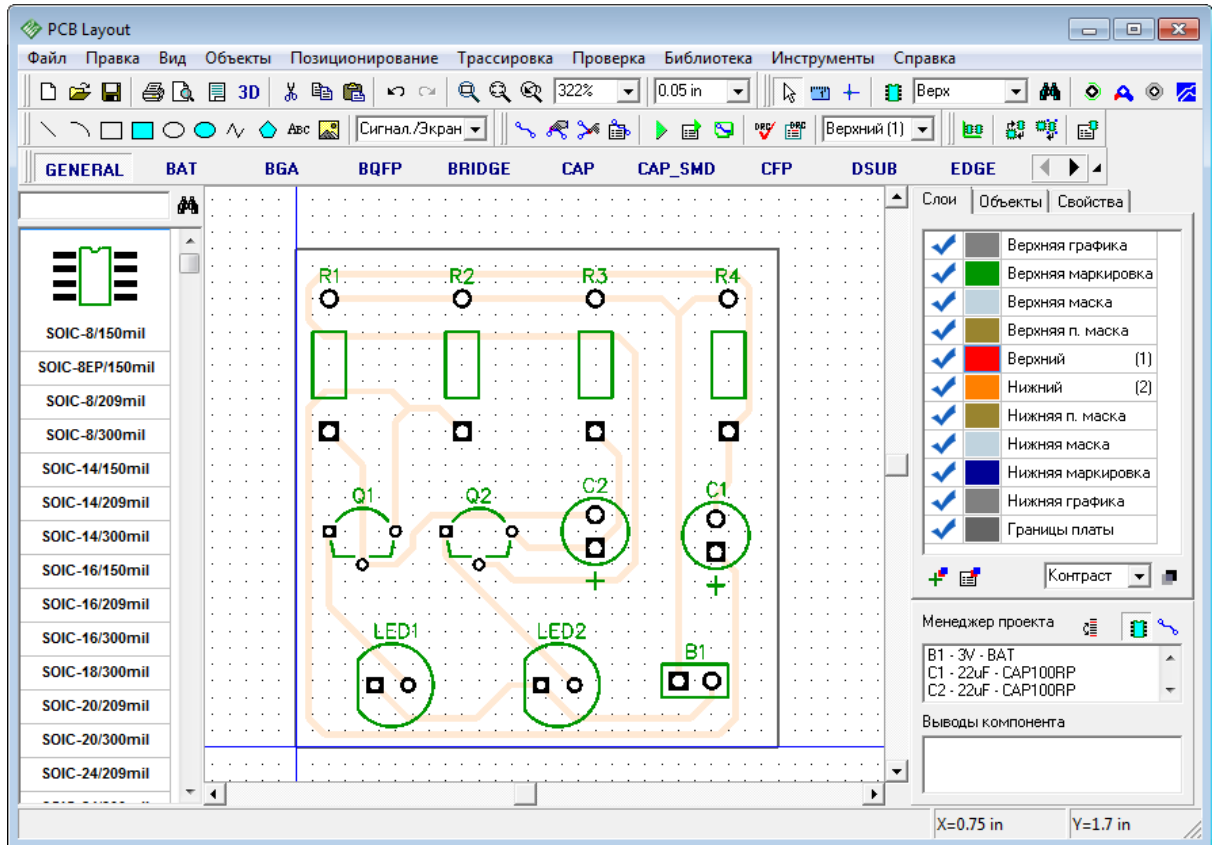 PCB Layout
Файл Правка Вид Объекты Позиционирование Трассировка Проверка Библиотека Инструменты Справка
3D 322% 0.05 in Верх
ABC Сигнал./Экран DRC DRC Верхний (1)
GENERAL BAT BGA BQFP BRIDGE CAP CAP_SMD CFP DSUB EDGE
SOIC-8/150mil
SOIC-8EP/150mil
SOIC-8/209mil
SOIC-8/300mil
SOIC-14/150mil
SOIC-14/209mil
SOIC-14/300mil
SOIC-16/150mil
SOIC-16/209mil
SOIC-16/300mil
SOIC-18/300mil
SOIC-20/209mil
SOIC-20/300mil
SOIC-24/209mil
R1 R2 R3 R4
Q1 Q2 C2 C1
+ +
LED1 LED2 B1
Слои Объекты Свойства
Верхняя графика
Верхняя маркировка
Верхняя маска
Верхняя п. маска
Верхний (1)
Нижний (2)
Нижняя п. маска
Нижняя маска
Нижняя маркировка
Нижняя графика
Границы платы
Контраст
Менеджер проекта
B1 - 3V - BAT
C1 - 22uF - CAP100RP
C2 - 22uF - CAP100RP
Выводы компонента
X=0.75 in Y=1.7 in